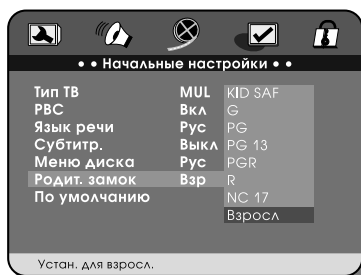 • • Начальные настройки • •
Тип ТВ MUL KID SAF
PBC Вкл G
Язык речи Рус PG
Субтитр. Выкл PG 13
Меню диска Рус PGR
Родит. замок Взр R
По умолчанию NC 17
Взросл
Устан. для взросл.